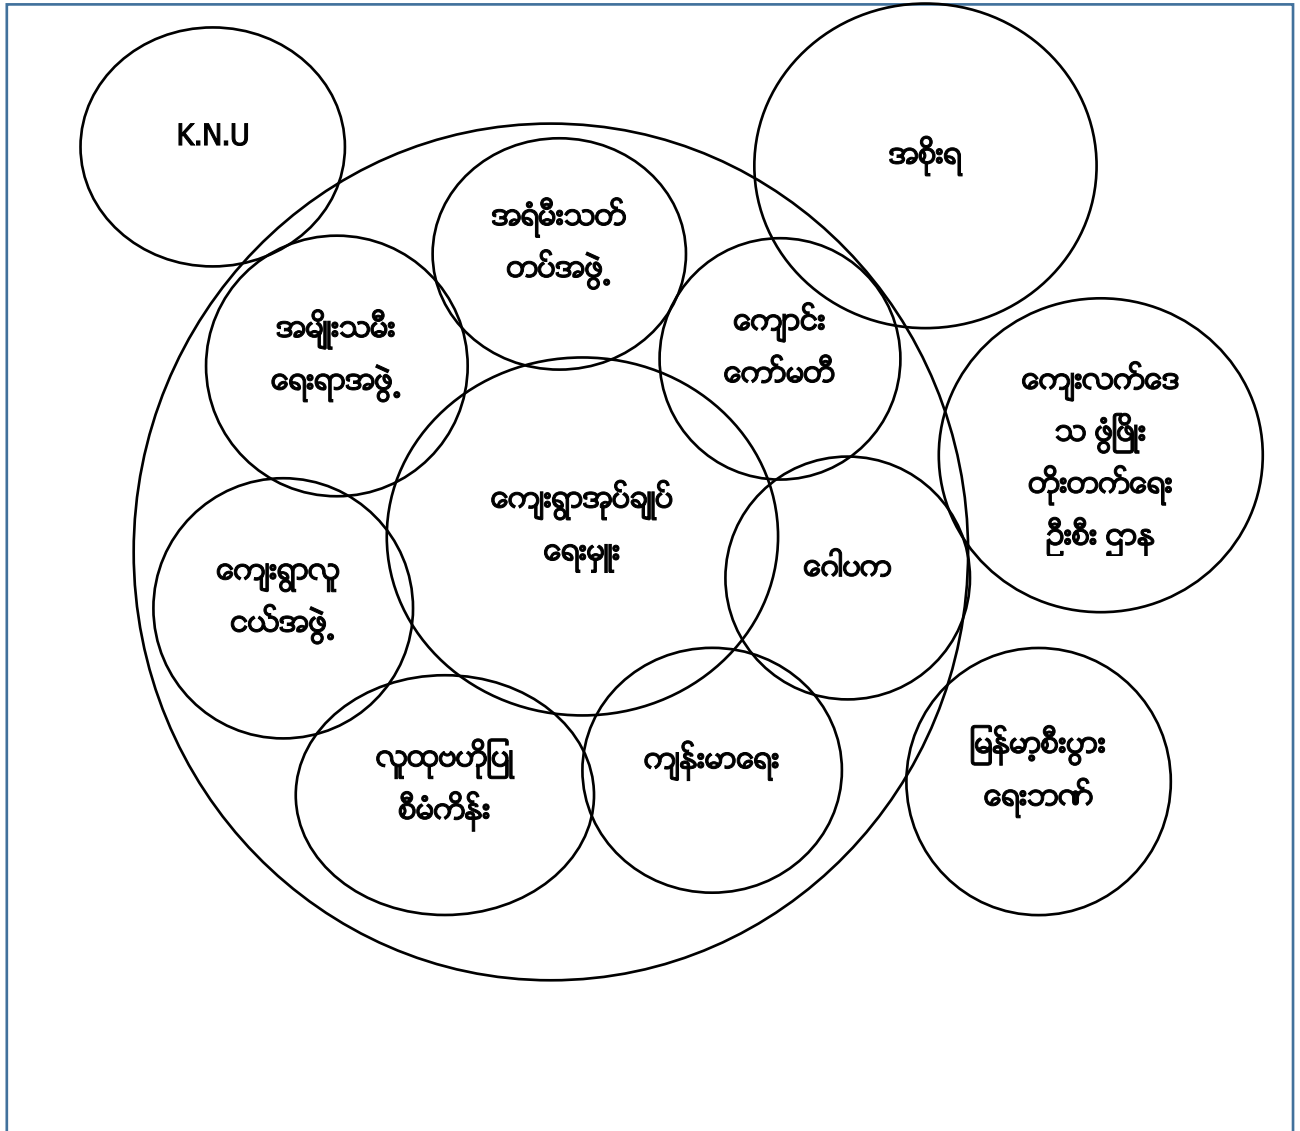 K.N.U
အစိုးရ
အရံမီးသတ်
တပ်အဖွဲ့
ကျောင်း
ကော်မတီ
အမျိုးသမီး
ရေးရာအဖွဲ့
ကျေးလက်ဒေ
သ ဖွံဖြိုး
တိုးတက်ရေး
ဦးစီး ဌာန
ကျေးရွာအုပ်ချုပ်
ရေးမှူး
ဂေါပက
ကျေးရွာလူ
ငယ်အဖွဲ့
လူထုဗဟိုပြု
စီမံကိန်း
ကျန်းမာရေး
မြန်မာ့စီးပွား
ရေးဘဏ်